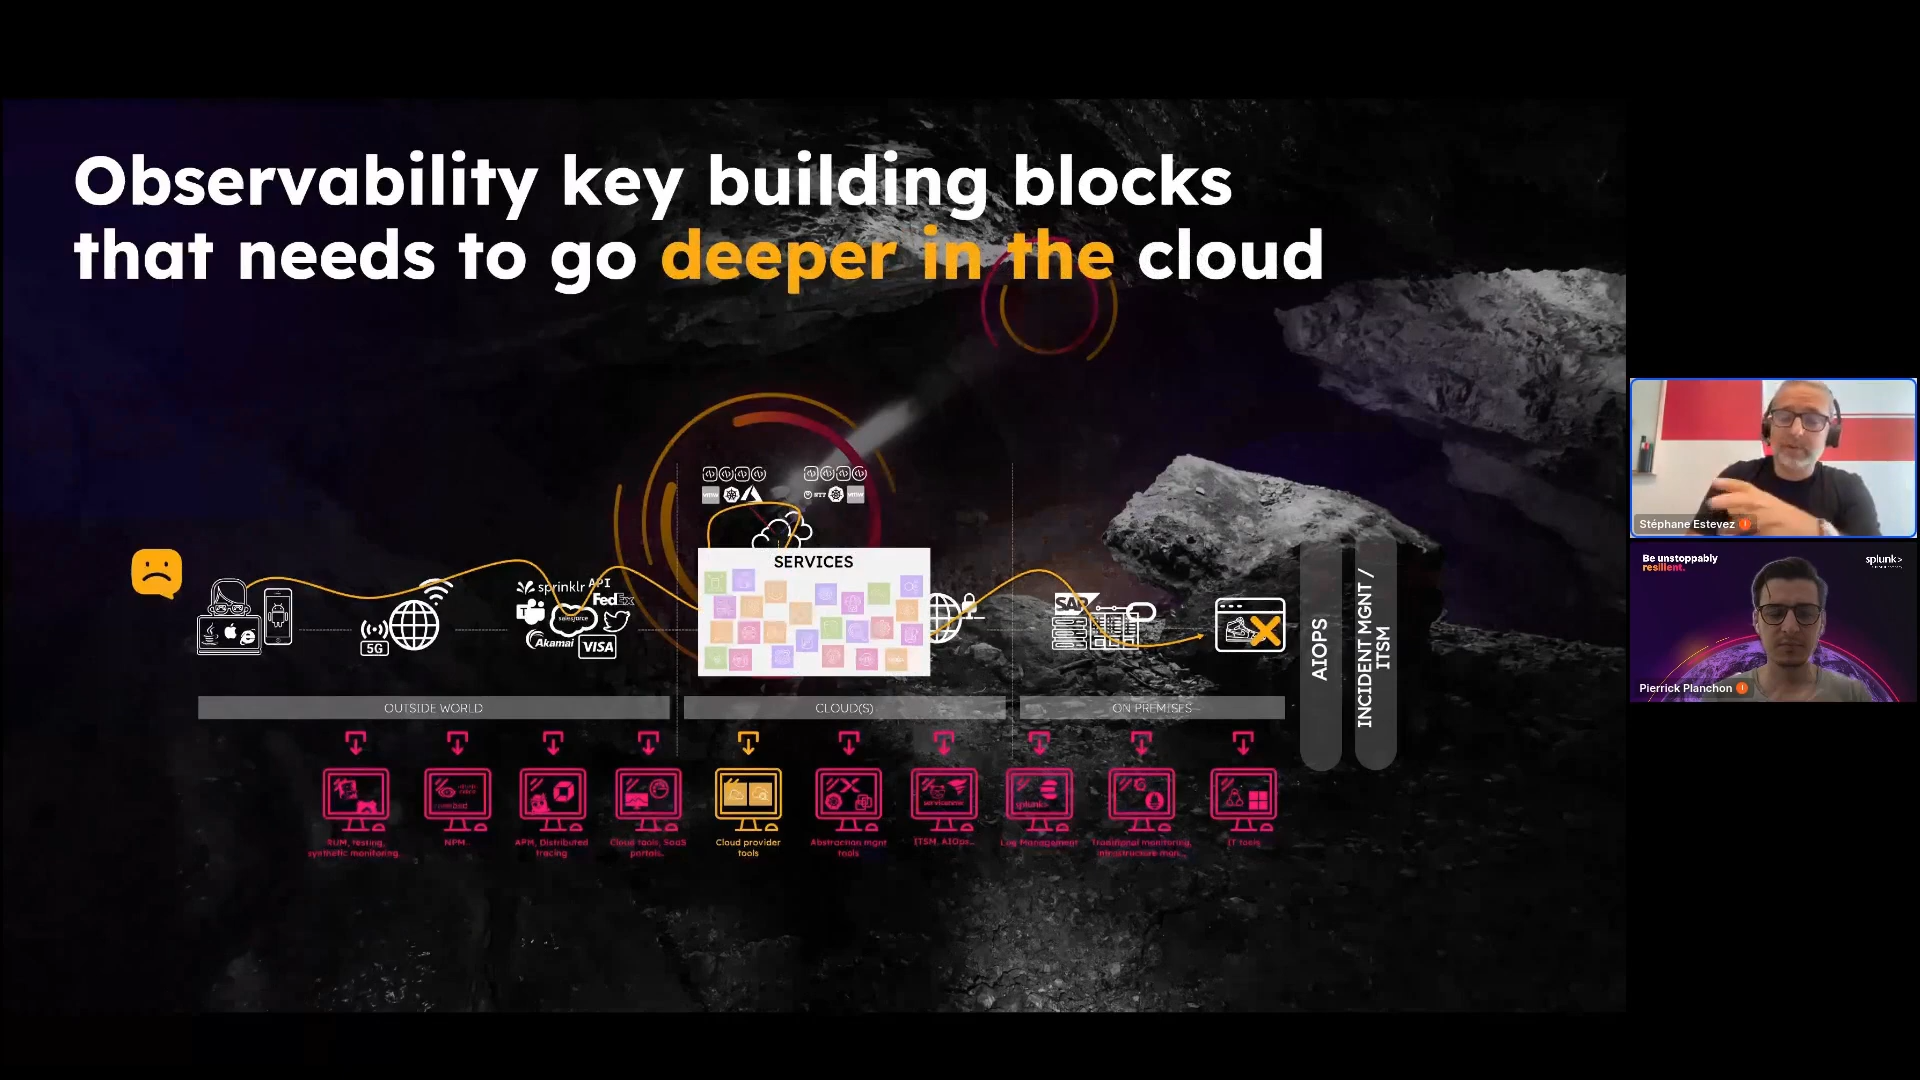 Observability key building blocks
that needs to go deeper in the cloud
sprinklr
API
FedEx
salesforce
Akamai
VISA
5G
SERVICES
SAP
OUTSIDE WORLD
CLOUD(S)
ON PREMISES
AIOPS
INCIDENT MGNT /
ITSM
RUM, testing,
synthetic monitoring
NPM..
APM, Distributed
tracing
Cloud tools, SaaS
portals..
Cloud provider
tools
Abstraction mgnt
tools
ITSM, AIOps...
Log Management
Traditional monitoring,
IT tools
splunk>
servicenow
Stéphane Estevez
Be unstoppably
resilient.
splunk>
Pierrick Planchon